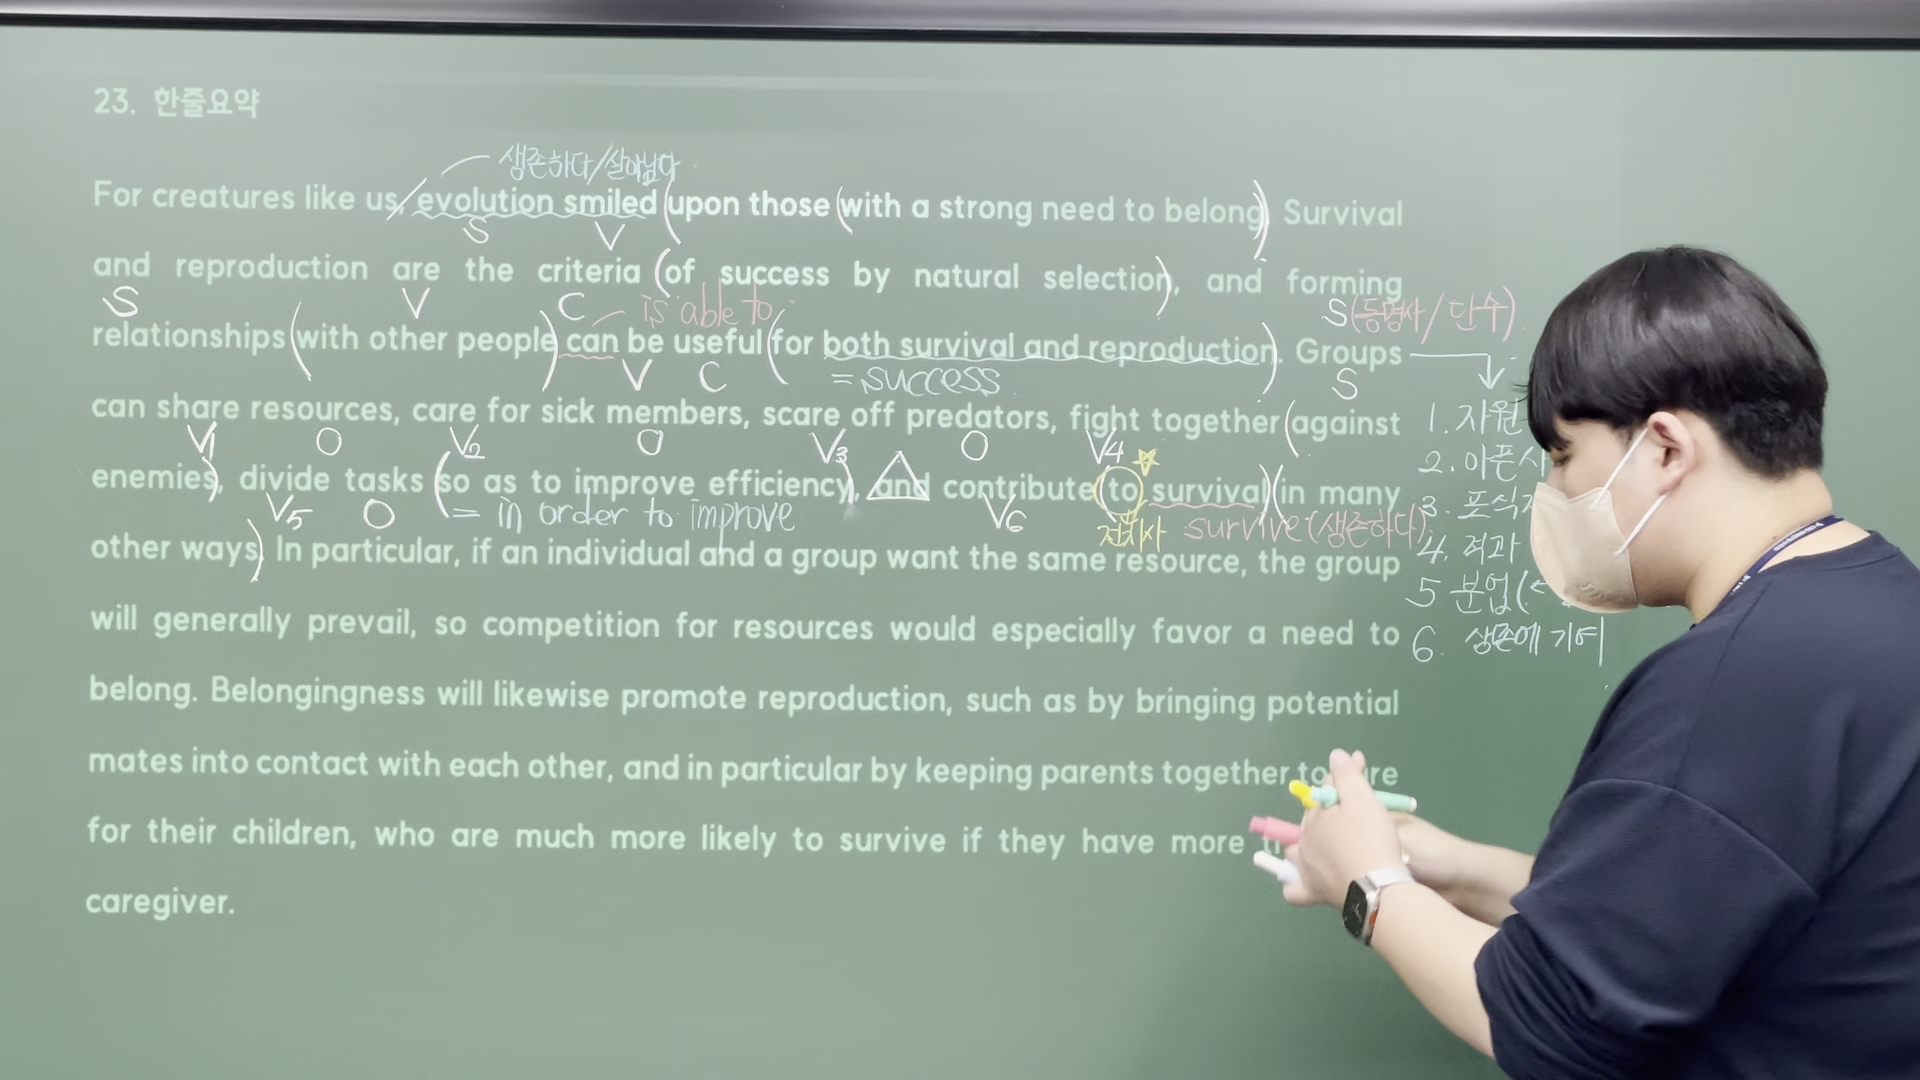 23. 한줄요약
생존하다/살아남다
For creatures like us, evolution smiled upon those with a strong need to belong. Survival
S V
and reproduction are the criteria of success by natural selection, and forming
S V C is able to S(동명사/단수)
relationships (with other people) can be useful (for both survival and reproduction). Groups
V C = success S
can share resources, care for sick members, scare off predators, fight together (against
V1 O V2 O V3 O V4
1. 자원
2. 아픈
enemies), divide tasks (so as to improve efficiency), and contribute (to survival) (in many
V5 O = in order to improve V6 전치사 survive(생존하다)
3. 포식
other ways). In particular, if an individual and a group want the same resource, the group
4. 적과
5 분업(
will generally prevail, so competition for resources would especially favor a need to
6. 생존에 기여
belong. Belongingness will likewise promote reproduction, such as by bringing potential
mates into contact with each other, and in particular by keeping parents together to
for their children, who are much more likely to survive if they have more
caregiver.